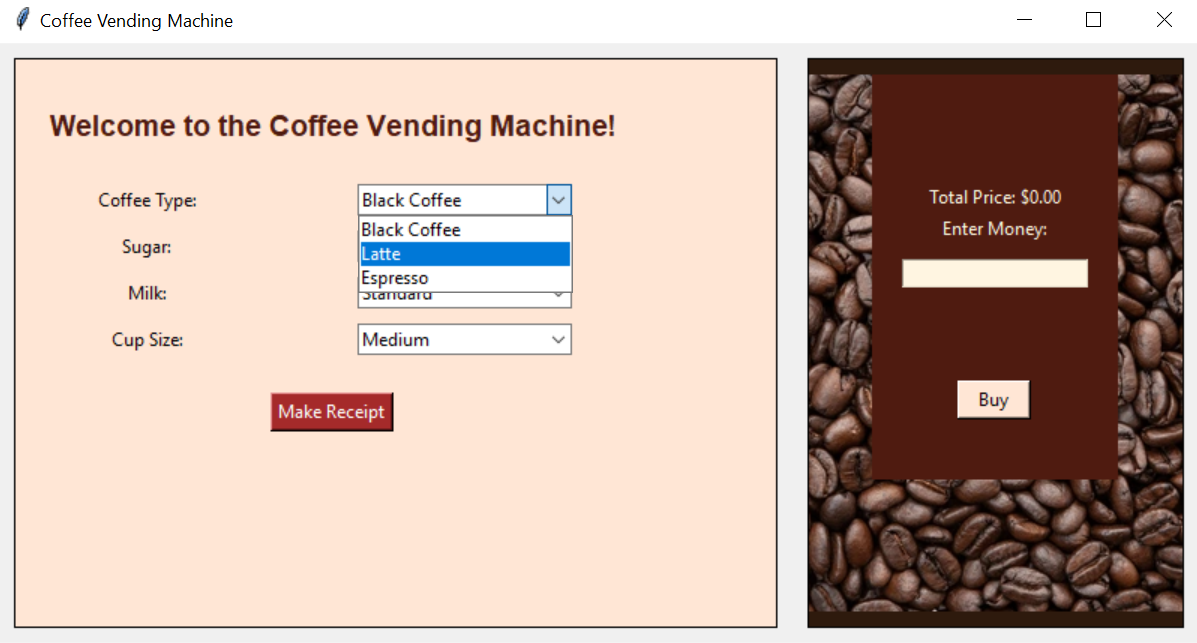 Coffee Vending Machine
Welcome to the Coffee Vending Machine!
Coffee Type:
Black Coffee
Black Coffee
Latte
Espresso
Sugar:
Milk:
Standard
Cup Size:
Medium
Make Receipt
Total Price: $0.00
Enter Money:
Buy